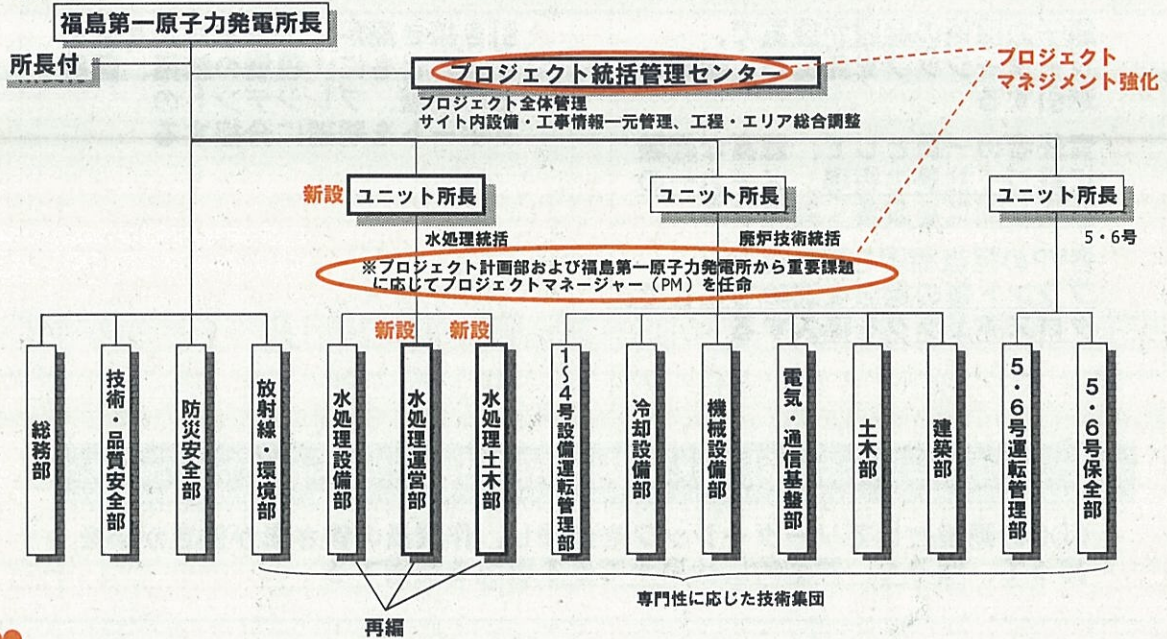 福島第一原子力発電所長
所長付
プロジェクト統括管理センター
プロジェクト全体管理
サイト内設備・工事情報一元管理、工程・エリア総合調整
プロジェクト
マネジメント強化
新設
ユニット所長
水処理統括
ユニット所長
廃炉技術統括
ユニット所長
5・6号
※プロジェクト計画部および福島第一原子力発電所から重要課題
に応じてプロジェクトマネージャー（PM）を任命
新設
新設
総務部
技術・品質安全部
防災安全部
放射線・環境部
水処理設備部
水処理運営部
水処理土木部
1～4号設備運転管理部
冷却設備部
機械設備部
電気・通信基盤部
土木部
建築部
5・6号運転管理部
5・6号保全部
再編
専門性に応じた技術集団